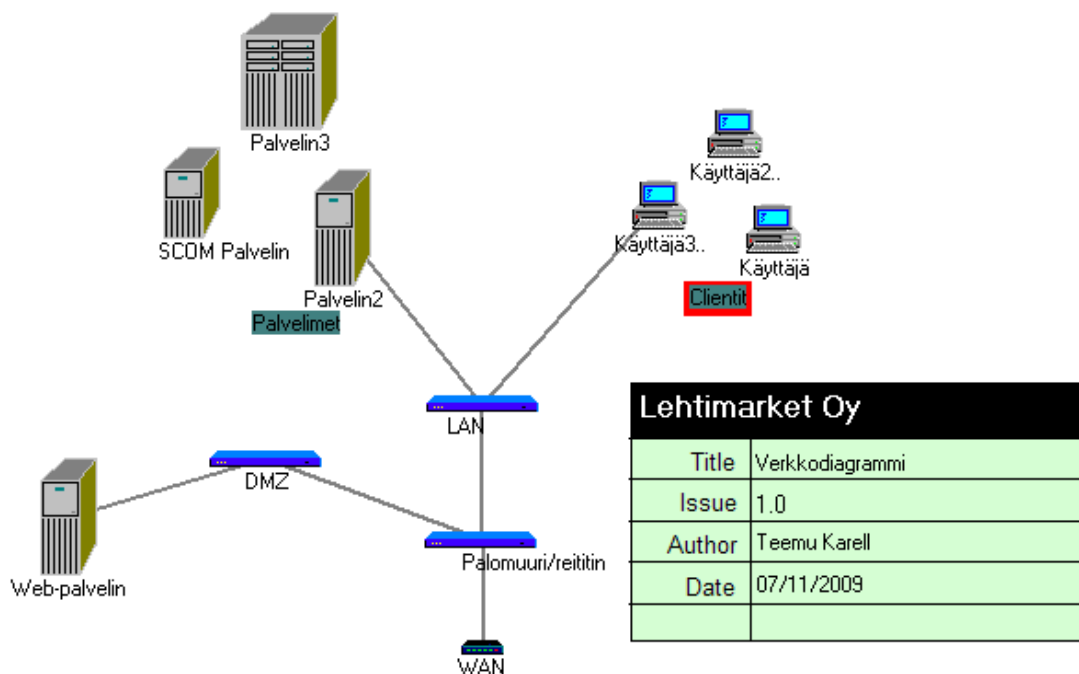 Palvelin3
Käyttäjä2..
SCOM Palvelin
Käyttäjä3..
Käyttäjä
Palvelin2
Clientit
Palvelimet
LAN
DMZ
Web-palvelin
Palomuuri/reititin
WAN
Lehtimarket Oy
Title Verkkodiagrammi
Issue 1.0
Author Teemu Karell
Date 07/11/2009